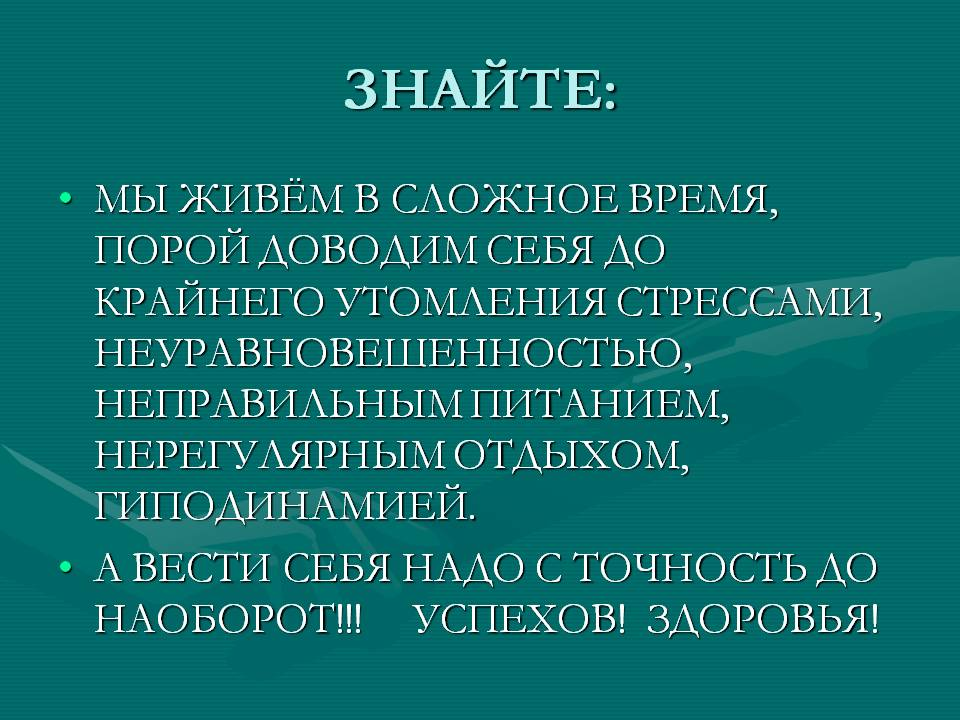 ЗНАЙТЕ:
• МЫ ЖИВЁМ В СЛОЖНОЕ ВРЕМЯ,
ПОРОЙ ДОВОДИМ СЕБЯ ДО
КРАЙНЕГО УТОМЛЕНИЯ СТРЕССАМИ,
НЕУРАВНОВЕШЕННОСТЬЮ,
НЕПРАВИЛЬНЫМ ПИТАНИЕМ,
НЕРЕГУЛЯРНЫМ ОТДЫХОМ,
ГИПОДИНАМИЕЙ.
• А ВЕСТИ СЕБЯ НАДО С ТОЧНОСТЬ ДО
НАОБОРОТ!!! УСПЕХОВ! ЗДОРОВЬЯ!